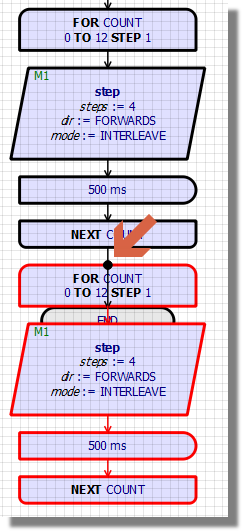 FOR COUNT
0 TO 12 STEP 1
M1
step
steps := 4
dir := FORWARDS
mode := INTERLEAVE
500 ms
NEXT COUNT
FOR COUNT
0 TO 12 STEP 1
END
M1
step
steps := 4
dir := FORWARDS
mode := INTERLEAVE
500 ms
NEXT COUNT